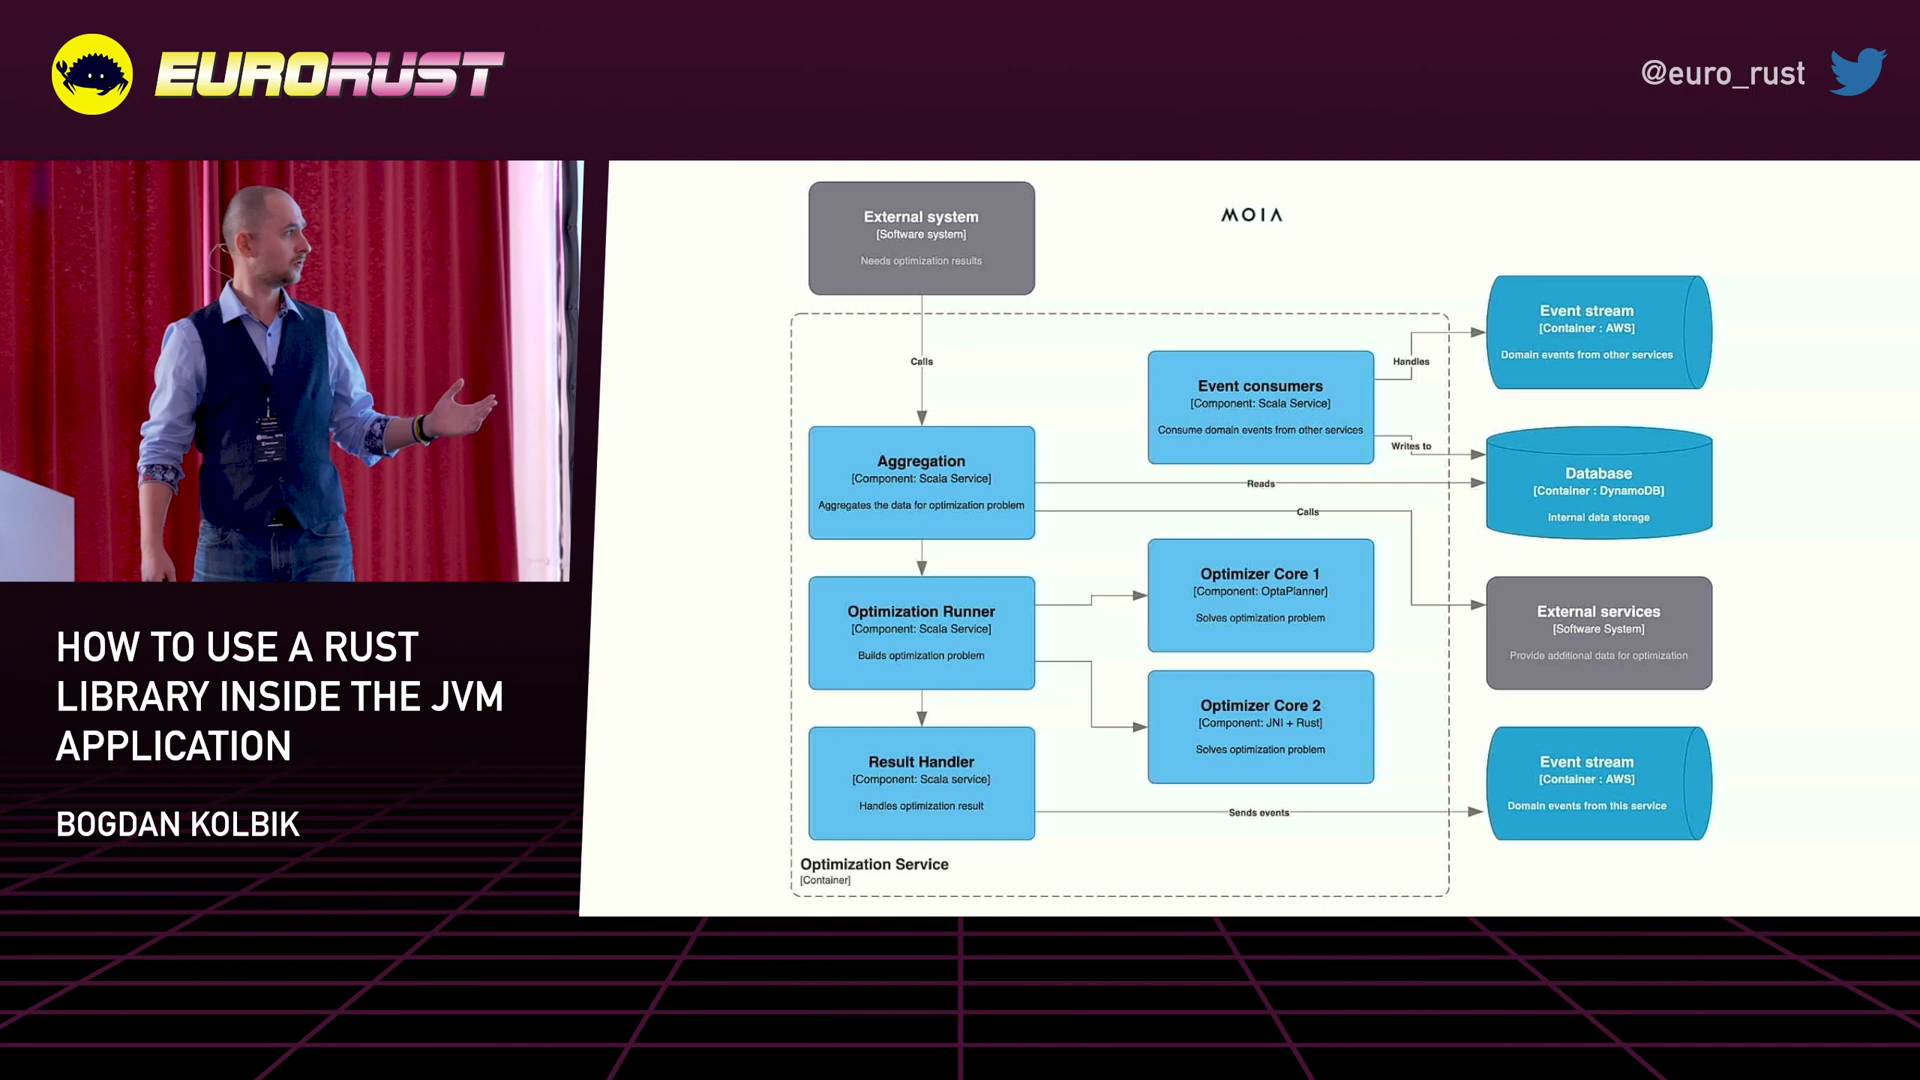 EURORUST
@euro_rust
HOW TO USE A RUST
LIBRARY INSIDE THE JVM
APPLICATION
BOGDAN KOLBIK
MOIA
External system
[Software system]
Needs optimization results
Calls
Event consumers
[Component: Scala Service]
Consume domain events from other services
Handles
Writes to
Event stream
[Container : AWS]
Domain events from other services
Aggregation
[Component: Scala Service]
Aggregates the data for optimization problem
Reads
Calls
Database
[Container : DynamoDB]
Internal data storage
Optimization Runner
[Component: Scala Service]
Builds optimization problem
Optimizer Core 1
[Component: OptaPlanner]
Solves optimization problem
External services
[Software System]
Provide additional data for optimization
Optimizer Core 2
[Component: JNI + Rust]
Solves optimization problem
Result Handler
[Component: Scala service]
Handles optimization result
Sends events
Event stream
[Container : AWS]
Domain events from this service
Optimization Service
[Container]